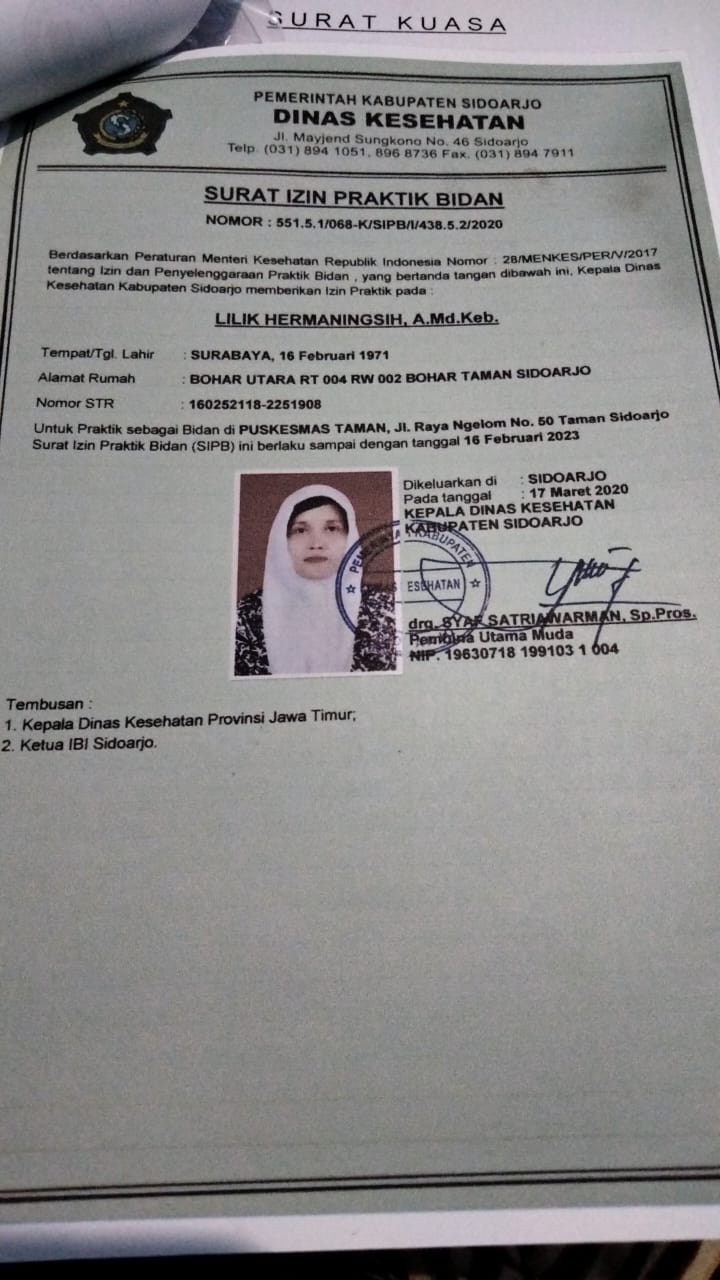 SURAT KUASA
PEMERINTAH KABUPATEN SIDOARJO
DINAS KESEHATAN
Jl. Mayjend Sungkono No. 46 Sidoarjo
Telp. (031) 894 1051, 896 8736 Fax. (031) 894 7911
SURAT IZIN PRAKTIK BIDAN
NOMOR : 551.5.1/068-K/SIPB/I/438.5.2/2020
Berdasarkan Peraturan Menteri Kesehatan Republik Indonesia Nomor : 28/MENKES/PER/V/2017
tentang Izin dan Penyelenggaraan Praktik Bidan , yang bertanda tangan dibawah ini, Kepala Dinas
Kesehatan Kabupaten Sidoarjo memberikan Izin Praktik pada :
LILIK HERMANINGSIH, A.Md.Keb.
Tempat/Tgl. Lahir : SURABAYA, 16 Februari 1971
Alamat Rumah : BOHAR UTARA RT 004 RW 002 BOHAR TAMAN SIDOARJO
Nomor STR : 160252118-2251908
Untuk Praktik sebagai Bidan di PUSKESMAS TAMAN, Jl. Raya Ngelom No. 50 Taman Sidoarjo
Surat Izin Praktik Bidan (SIPB) ini berlaku sampai dengan tanggal 16 Februari 2023
Dikeluarkan di : SIDOARJO
Pada tanggal : 17 Maret 2020
KEPALA DINAS KESEHATAN
KABUPATEN SIDOARJO
KABUPATEN
ESEHATAN
drg. SYAF SATRIAWARMAN, Sp.Pros.
Pembina Utama Muda
NIP. 19630718 199103 1 004
Tembusan :
1. Kepala Dinas Kesehatan Provinsi Jawa Timur;
2. Ketua IBI Sidoarjo.